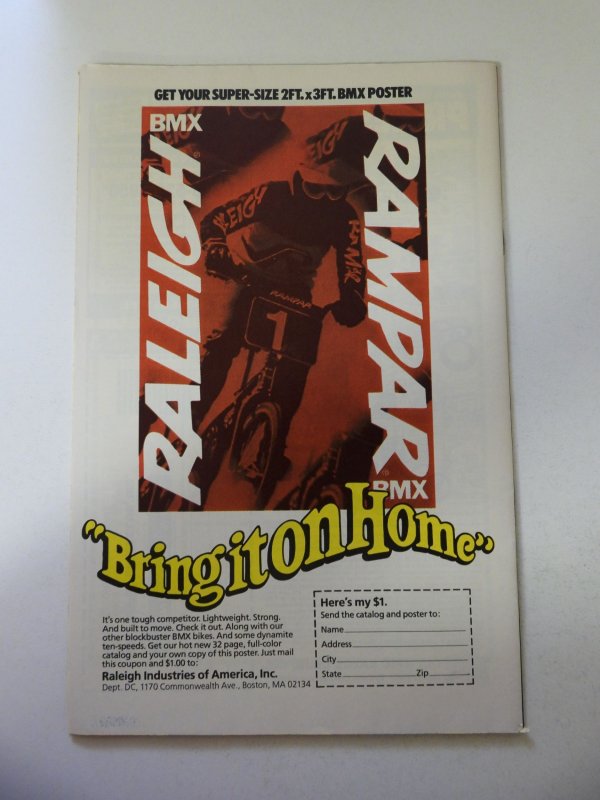 GET YOUR SUPER-SIZE 2FT. x 3FT. BMX POSTER
BMX
RALEIGH
RAMPAR
BMX
RALEIGH
RAMPAR
1
"Bring it on Home"
It's one tough competitor. Lightweight. Strong.
And built to move. Check it out. Along with our
other blockbuster BMX bikes. And some dynamite
ten-speeds. Get our hot new 32 page, full-color
catalog and your own copy of this poster. Just mail
this coupon and $1.00 to:
Raleigh Industries of America, Inc.
Dept. DC, 1170 Commonwealth Ave., Boston, MA 02134
Here's my $1.
Send the catalog and poster to:
Name
Address
City
State Zip